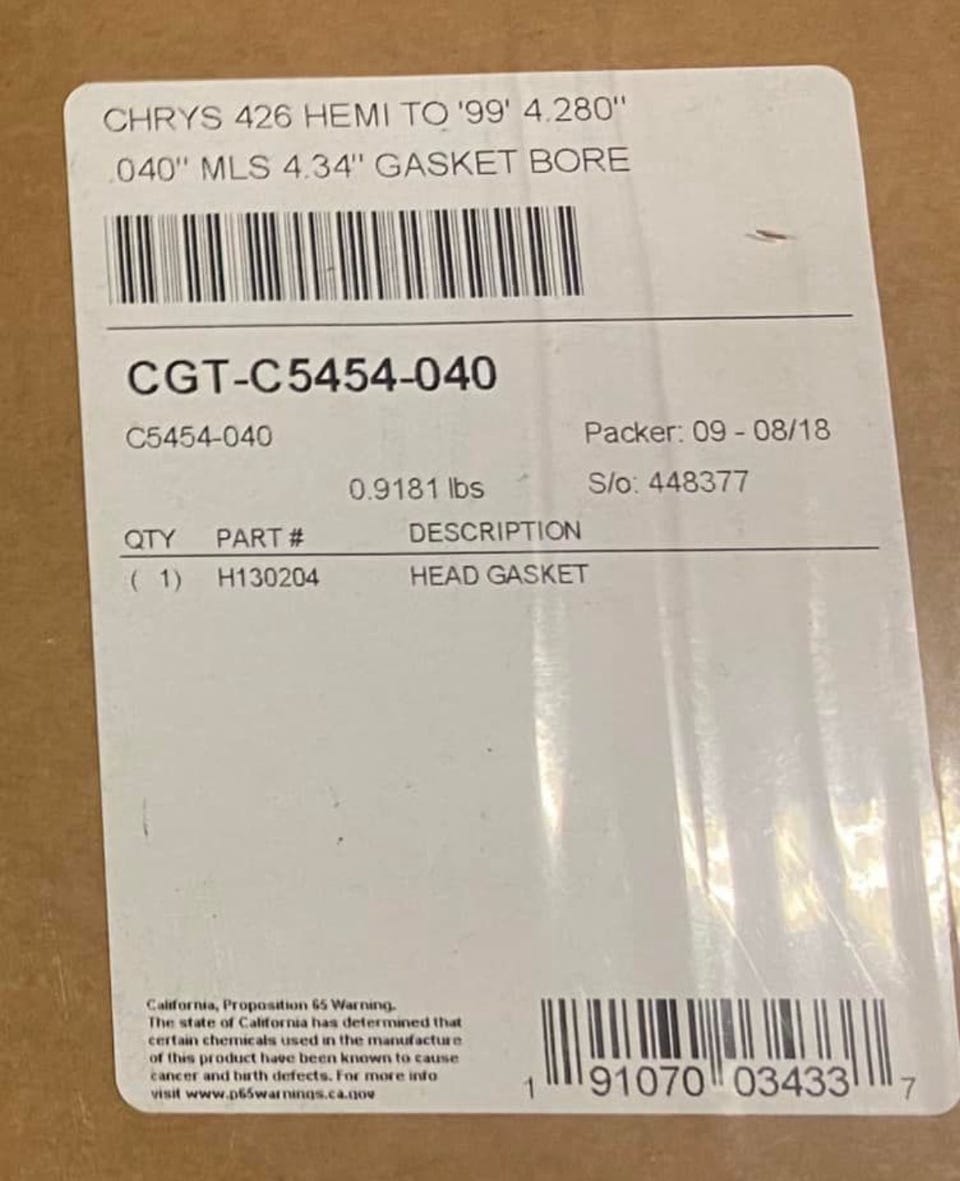 CHRYS 426 HEMI TO '99' 4.280"
.040" MLS 4.34" GASKET BORE
CGT-C5454-040
C5454-040
Packer: 09 - 08/18
0.9181 lbs
S/o: 448377
QTY PART # DESCRIPTION
( 1) H130204 HEAD GASKET
California, Proposition 65 Warning.
The state of California has determined that
certain chemicals used in the manufacture
of this product have been known to cause
cancer and birth defects. For more info
visit www.p65warnings.ca.gov
1 91070 03433 7